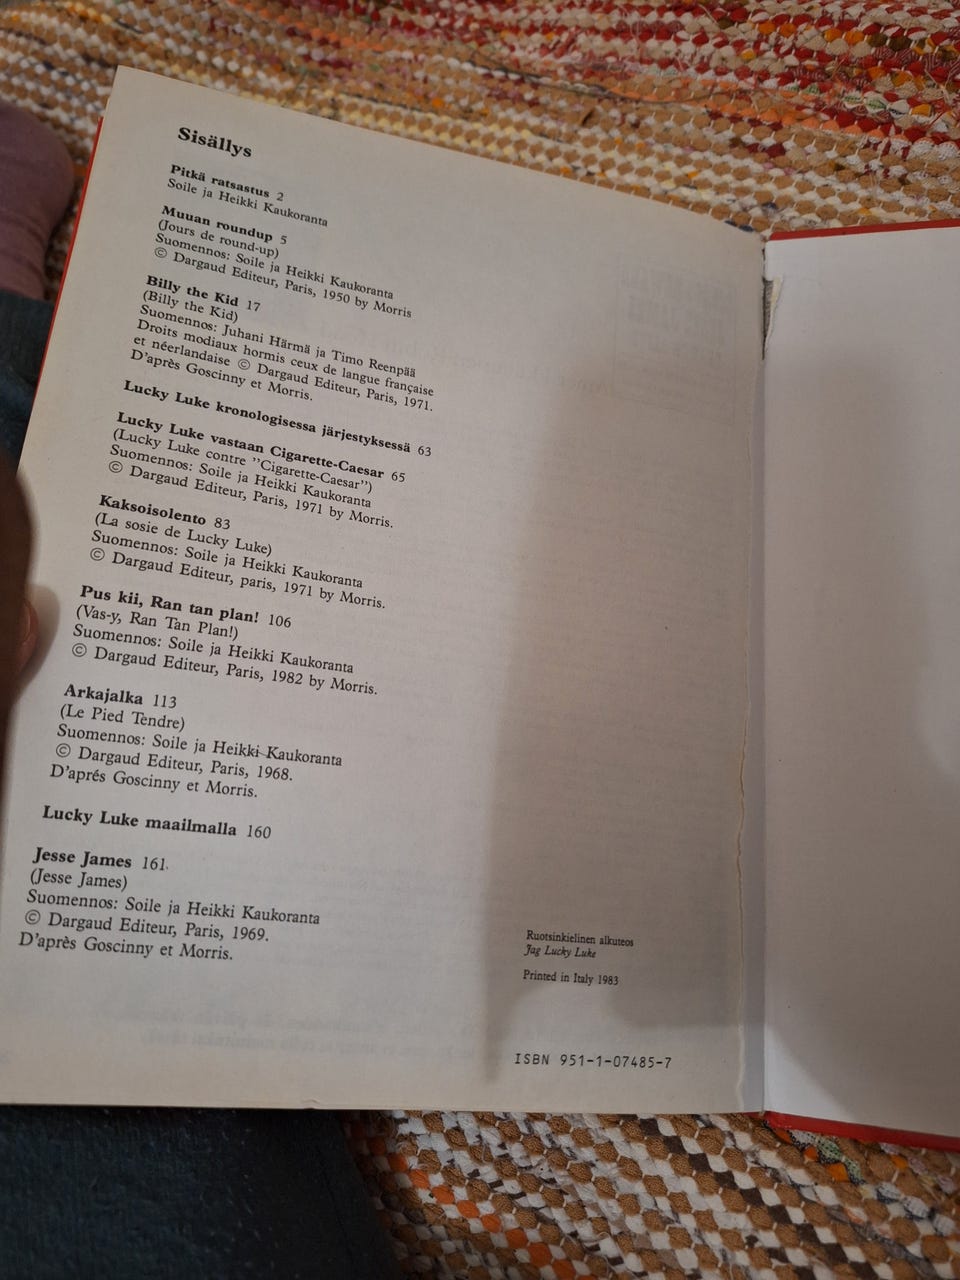 Sisällys
Pitkä ratsastus 2
Soile ja Heikki Kaukoranta
Muuan roundup 5
(Jours de round-up)
Suomennos: Soile ja Heikki Kaukoranta
© Dargaud Editeur, Paris, 1950 by Morris
Billy the Kid 17
(Billy the Kid)
Suomennos: Juhani Härmä ja Timo Reenpää
Droits modiaux hormis ceux de langue française
et néerlandaise © Dargaud Editeur, Paris, 1971.
D'après Goscinny et Morris.
Lucky Luke kronologisessa järjestyksessä 63
Lucky Luke vastaan Cigarette-Caesar 65
(Lucky Luke contre ”Cigarette-Caesar”)
Suomennos: Soile ja Heikki Kaukoranta
© Dargaud Editeur, Paris, 1971 by Morris.
Kaksoisolento 83
(La sosie de Lucky Luke)
Suomennos: Soile ja Heikki Kaukoranta
© Dargaud Editeur, paris, 1971 by Morris.
Pus kii, Ran tan plan! 106
(Vas-y, Ran Tan Plan!)
Suomennos: Soile ja Heikki Kaukoranta
© Dargaud Editeur, Paris, 1982 by Morris.
Arkajalka 113
(Le Pied Tendre)
Suomennos: Soile ja Heikki Kaukoranta
© Dargaud Editeur, Paris, 1968.
D'aprés Goscinny et Morris.
Lucky Luke maailmalla 160
Jesse James 161
(Jesse James)
Suomennos: Soile ja Heikki Kaukoranta
© Dargaud Editeur, Paris, 1969.
D'après Goscinny et Morris.
Ruotsinkielinen alkuteos
Jag Lucky Luke
Printed in Italy 1983
ISBN 951-1-07485-7